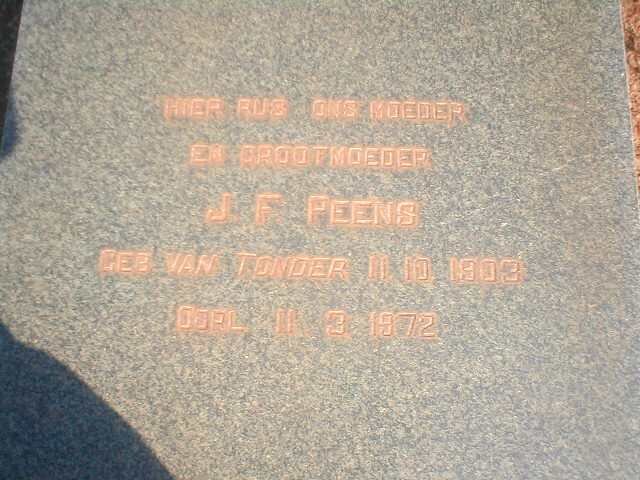 HIER RUS ONS MOEDER
EN GROOTMOEDER
J. F. PEENS
GEB VAN TONDER 11. 10. 1903
OORL. 11. 3. 1972